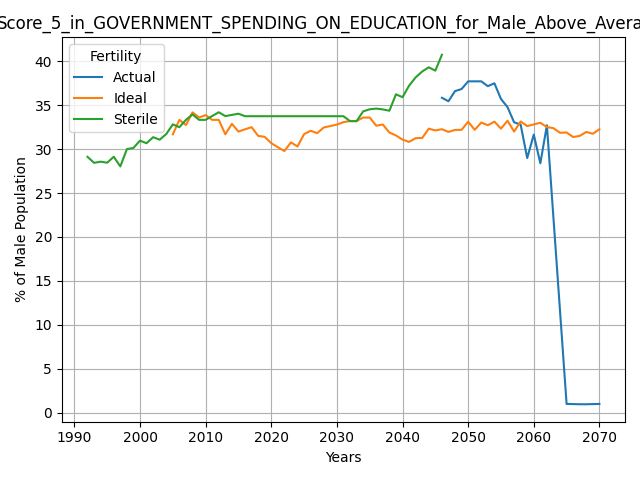 Score_5_in_GOVERNMENT_SPENDING_ON_EDUCATION_for_Male_Above_Avera
Fertility
Actual
Ideal
Sterile
% of Male Population
40
35
30
25
20
15
10
5
0
1990 2000 2010 2020 2030 2040 2050 2060 2070
Years